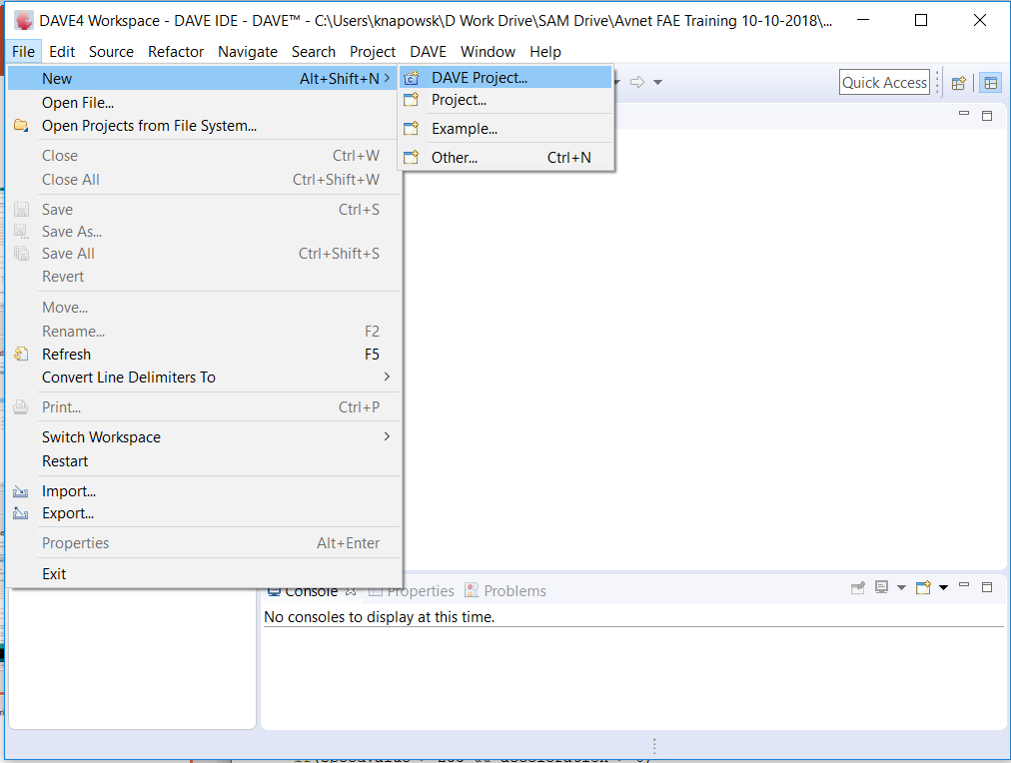 DAVE4 Workspace - DAVE IDE - DAVE™ - C:\Users\knapowsk\D Work Drive\SAM Drive\Avnet FAE Training 10-10-2018\...
File Edit Source Refactor Navigate Search Project DAVE Window Help
New Alt+Shift+N
DAVE Project...
Quick Access
Open File...
Project...
Open Projects from File System...
Example...
Close Ctrl+W
Other... Ctrl+N
Close All Ctrl+Shift+W
Save Ctrl+S
Save As...
Save All Ctrl+Shift+S
Revert
Move...
Rename... F2
Refresh F5
Convert Line Delimiters To
Print... Ctrl+P
Switch Workspace
Restart
Import...
Export...
Properties Alt+Enter
Exit
Console Properties Problems
No consoles to display at this time.